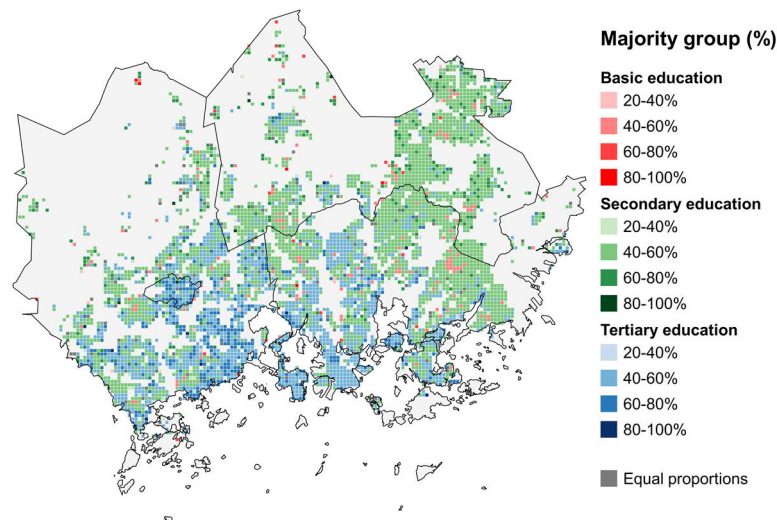 Majority group (%)
Basic education
20-40%
40-60%
60-80%
80-100%
Secondary education
20-40%
40-60%
60-80%
80-100%
Tertiary education
20-40%
40-60%
60-80%
80-100%
Equal proportions